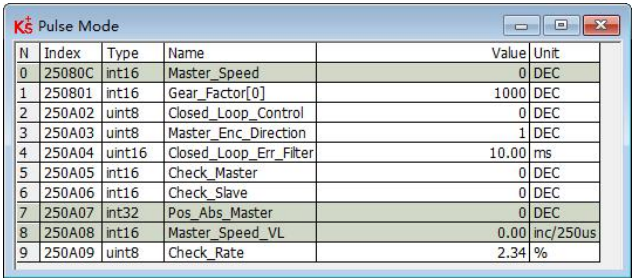 Ks Pulse Mode
N Index Type Name Value Unit
0 25080C int16 Master_Speed 0 DEC
1 250801 int16 Gear_Factor[0] 1000 DEC
2 250A02 uint8 Closed_Loop_Control 0 DEC
3 250A03 uint8 Master_Enc_Direction 1 DEC
4 250A04 uint16 Closed_Loop_Err_Filter 10.00 ms
5 250A05 int16 Check_Master 0 DEC
6 250A06 int16 Check_Slave 0 DEC
7 250A07 int32 Pos_Abs_Master 0 DEC
8 250A08 int16 Master_Speed_VL 0.00 inc/250us
9 250A09 uint8 Check_Rate 2.34 %